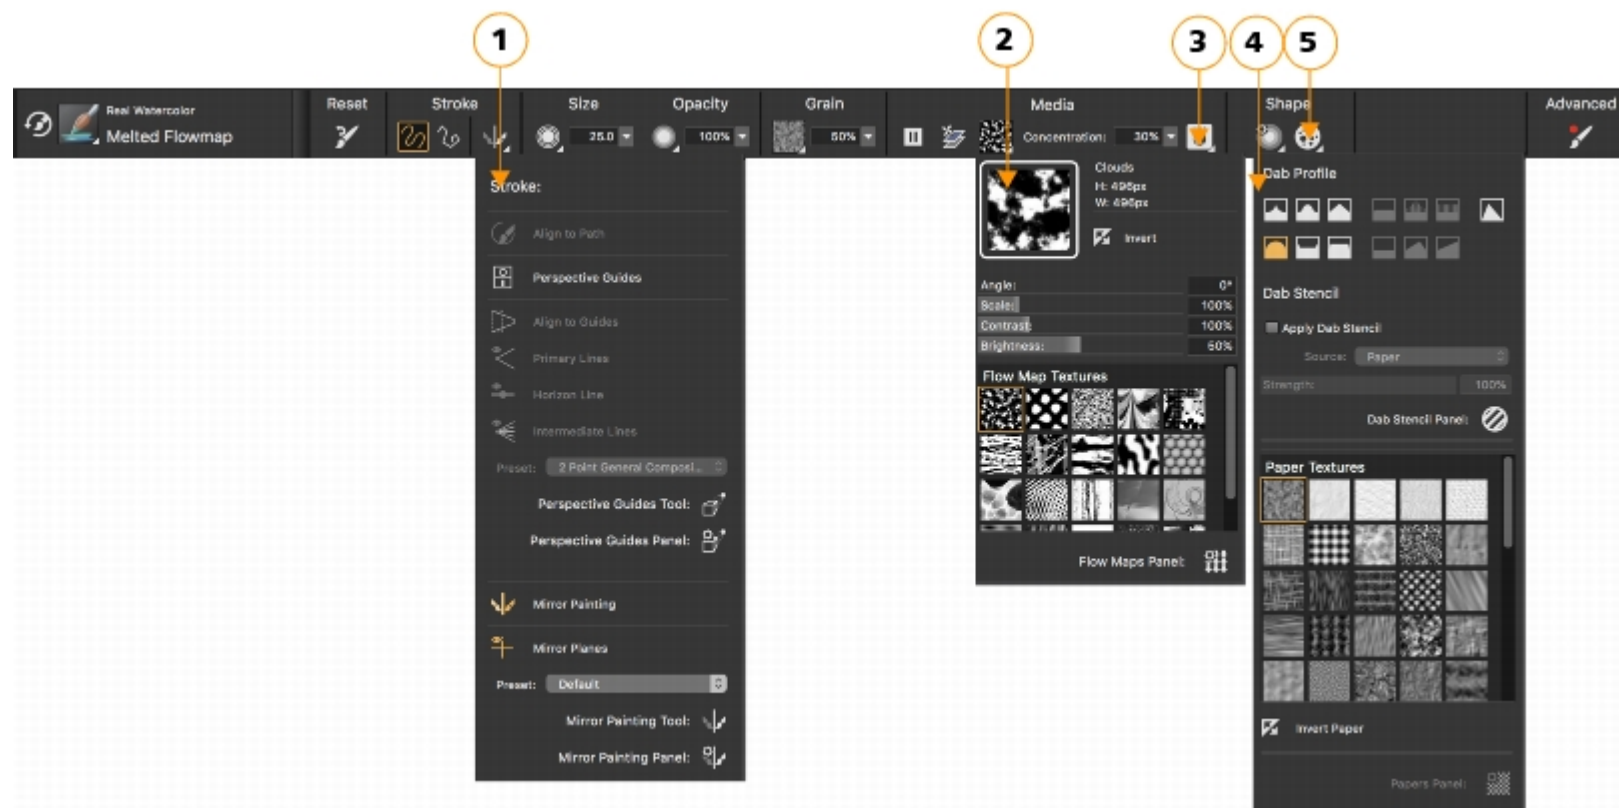 1
2
3
4
5
Real Watercolor
Melted Flowmap
Reset
Stroke
Size
Opacity
Grain
Media
Shape
Advanced
25.0
100%
50%
Concentration: 30%
Stroke:
Align to Path
Perspective Guides
Align to Guides
Primary Lines
Horizon Line
Intermediate Lines
Preset: 2 Point General Composi...
Perspective Guides Tool:
Perspective Guides Panel:
Mirror Painting
Mirror Planes
Preset: Default
Mirror Painting Tool:
Mirror Painting Panel:
Clouds
H: 496px
W: 496px
Invert
Angle: 0°
Scale: 100%
Contrast: 100%
Brightness: 50%
Flow Map Textures
Flow Maps Panel:
Dab Profile
Dab Stencil
Apply Dab Stencil
Source: Paper
Strength: 100%
Dab Stencil Panel:
Paper Textures
Invert Paper
Papers Panel: